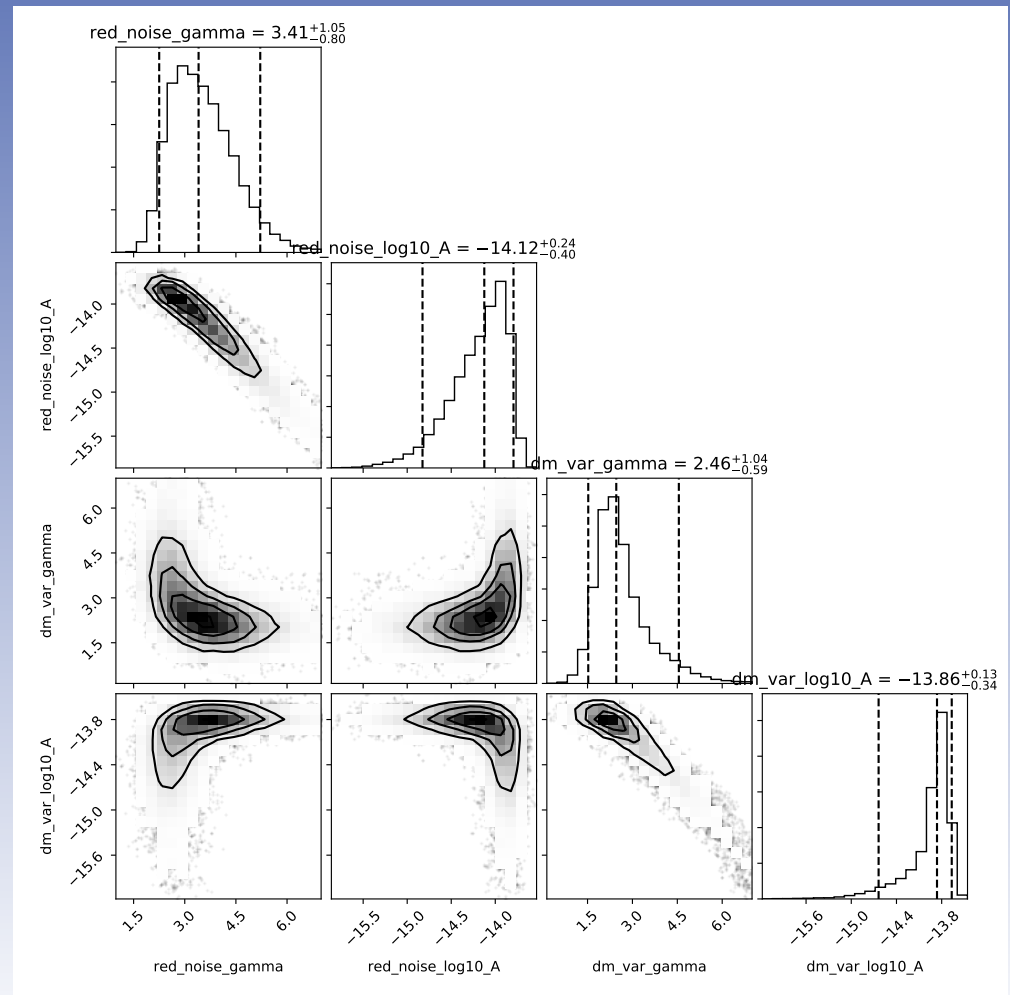 red_noise_gamma = 3.41+1.05−0.80
red_noise_log10_A = −14.12+0.24−0.40
red_noise_log10_A
−14.0
−14.5
−15.0
−15.5
dm_var_gamma = 2.46+1.04−0.59
dm_var_gamma
6.0
4.5
3.0
1.5
dm_var_log10_A = −13.86+0.13−0.34
dm_var_log10_A
−13.8
−14.4
−15.0
−15.6
1.5 3.0 4.5 6.0 −15.5 −15.0 −14.5 −14.0 1.5 3.0 4.5 6.0 −15.6 −15.0 −14.4 −13.8
red_noise_gamma red_noise_log10_A dm_var_gamma dm_var_log10_A